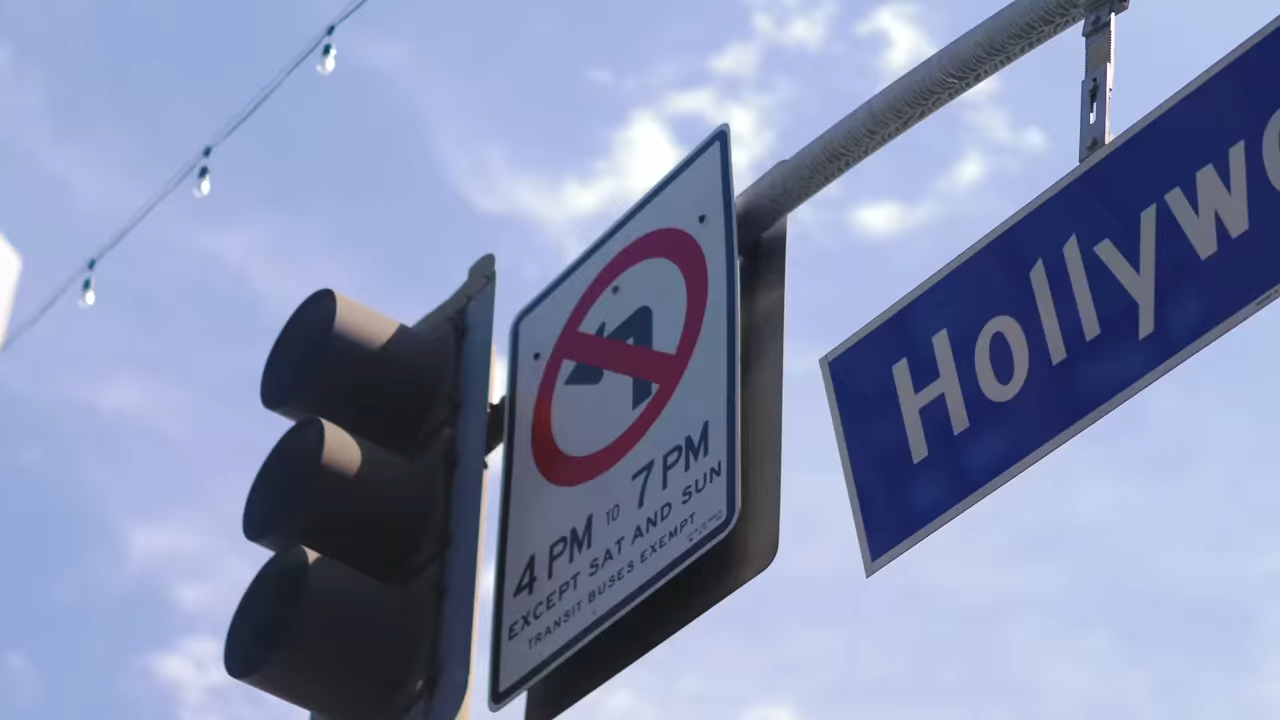 4 PM TO 7 PM
EXCEPT SAT AND SUN
TRANSIT BUSES EXEMPT
Hollyw